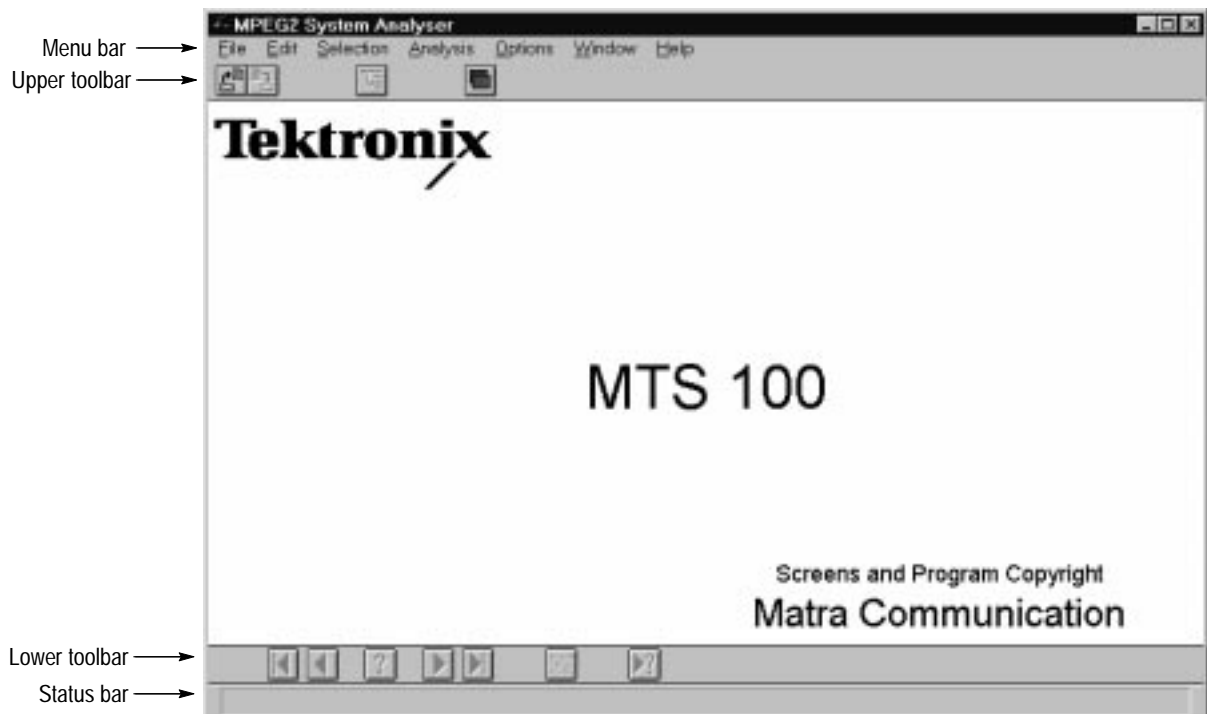 MPEG2 System Analyser
Menu bar
File Edit Selection Analysis Options Window Help
Upper toolbar
Tektronix
MTS 100
Screens and Program Copyright
Matra Communication
Lower toolbar
?
?
Status bar